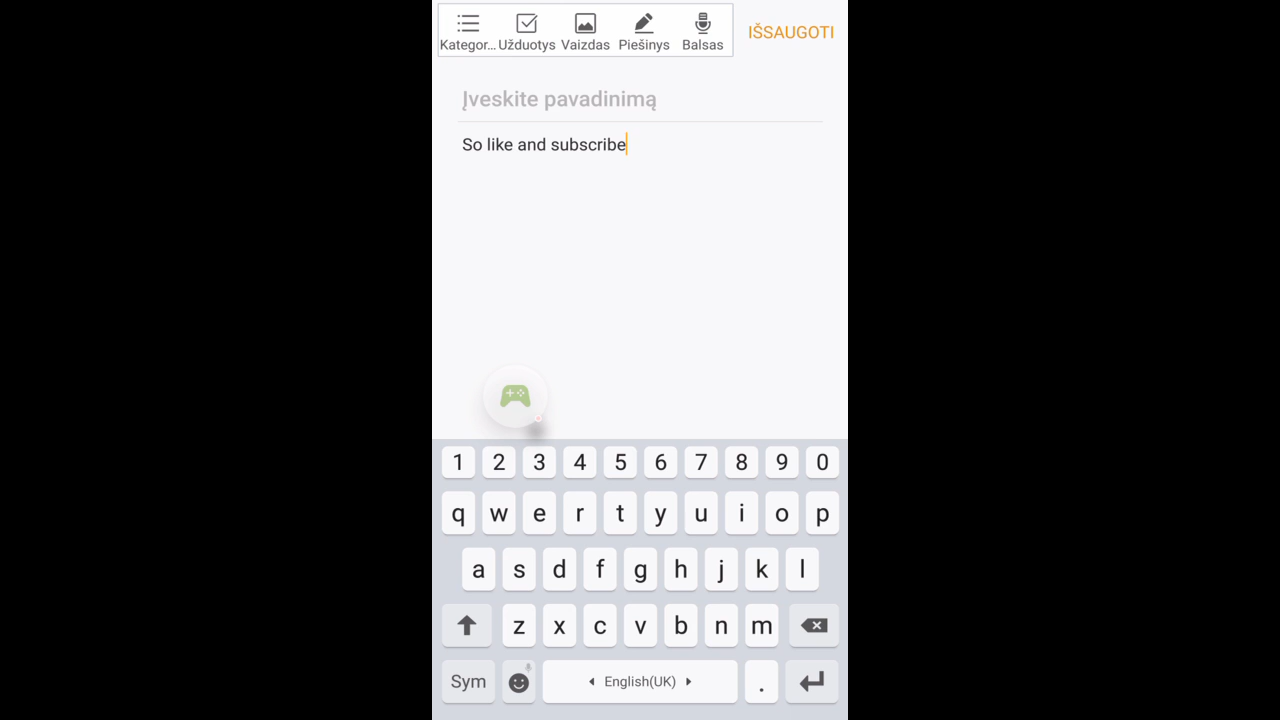 Kategor... Užduotys Vaizdas Piešinys Balsas IŠSAUGOTI
Įveskite pavadinimą
So like and subscribe
1 2 3 4 5 6 7 8 9 0
q w e r t y u i o p
a s d f g h j k l
z x c v b n m
Sym English(UK) .